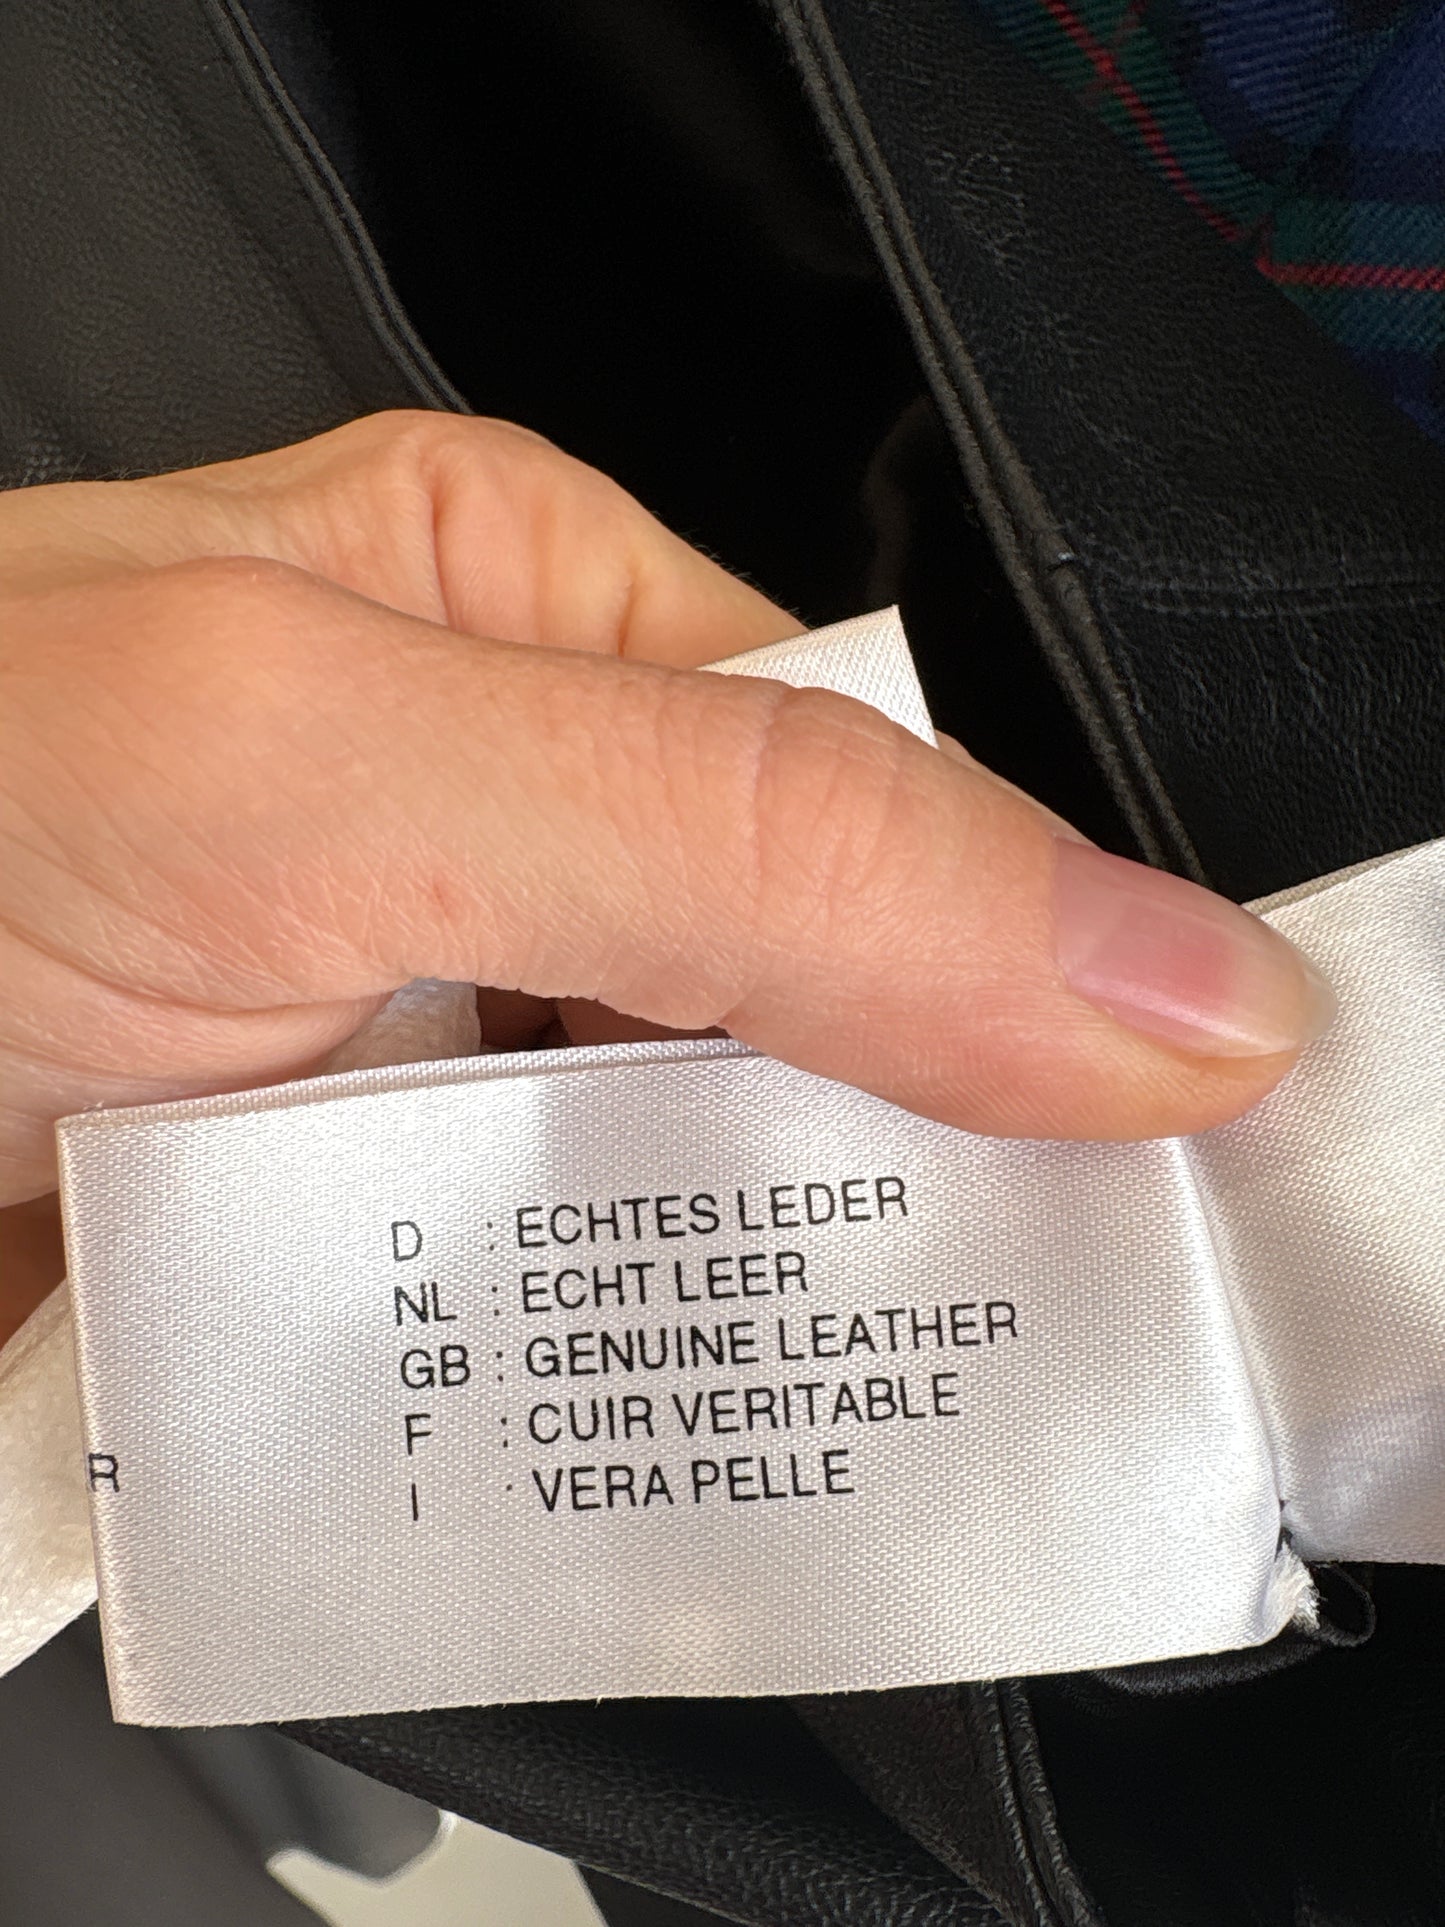 D : ECHTES LEDER
NL : ECHT LEER
GB : GENUINE LEATHER
F : CUIR VERITABLE
I : VERA PELLE
R